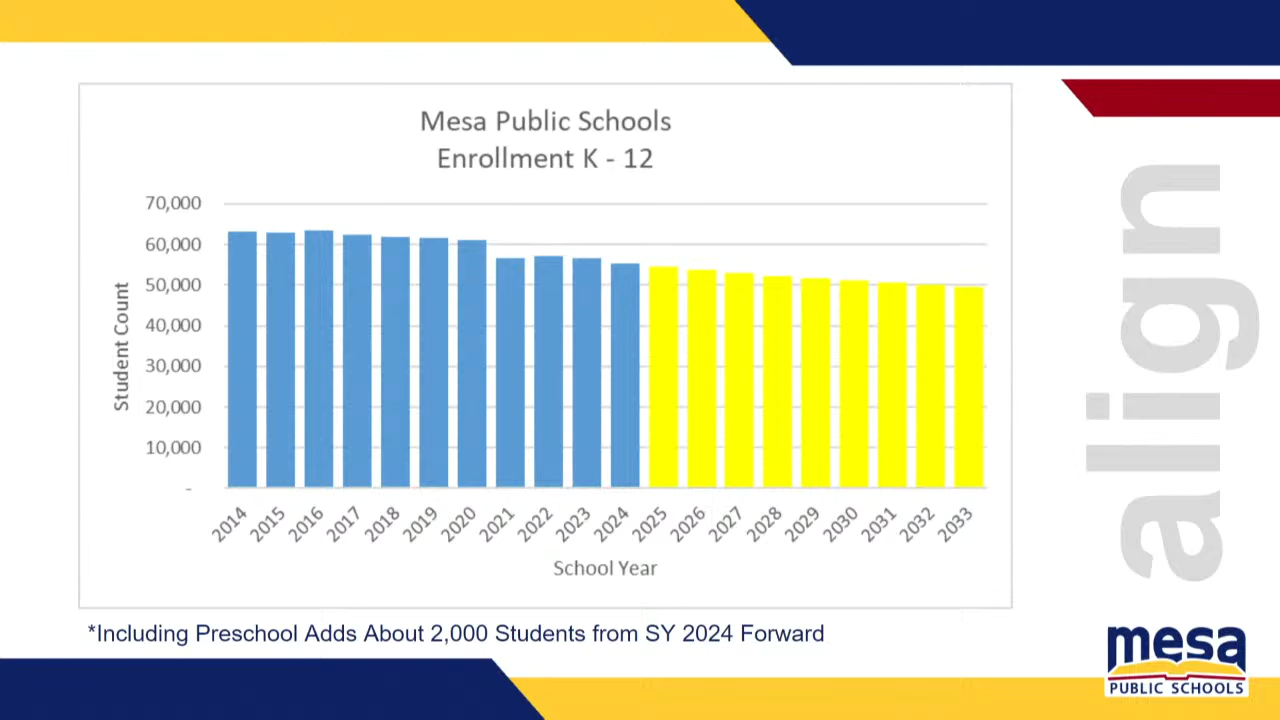 Mesa Public Schools
Enrollment K - 12
70,000
60,000
50,000
40,000
30,000
20,000
10,000
-
Student Count
2014 2015 2016 2017 2018 2019 2020 2021 2022 2023 2024 2025 2026 2027 2028 2029 2030 2031 2032 2033
School Year
*Including Preschool Adds About 2,000 Students from SY 2024 Forward
align
mesa
PUBLIC SCHOOLS